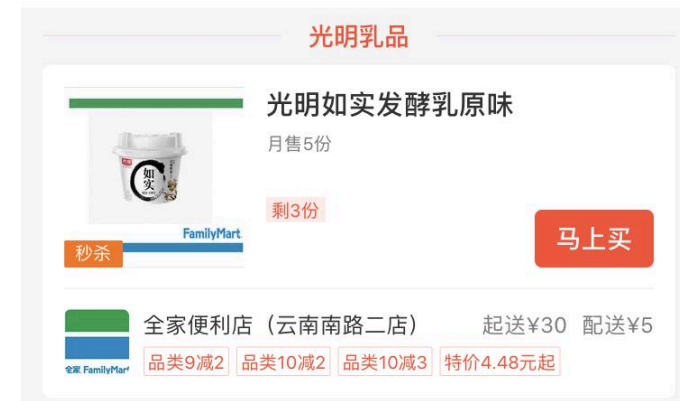 光明乳品
光明如实发酵乳原味
月售5份
如
实
剩3份
FamilyMart
秒杀
马上买
全家便利店（云南南路二店） 起送¥30 配送¥5
全家 FamilyMart
品类9减2 品类10减2 品类10减3 特价4.48元起